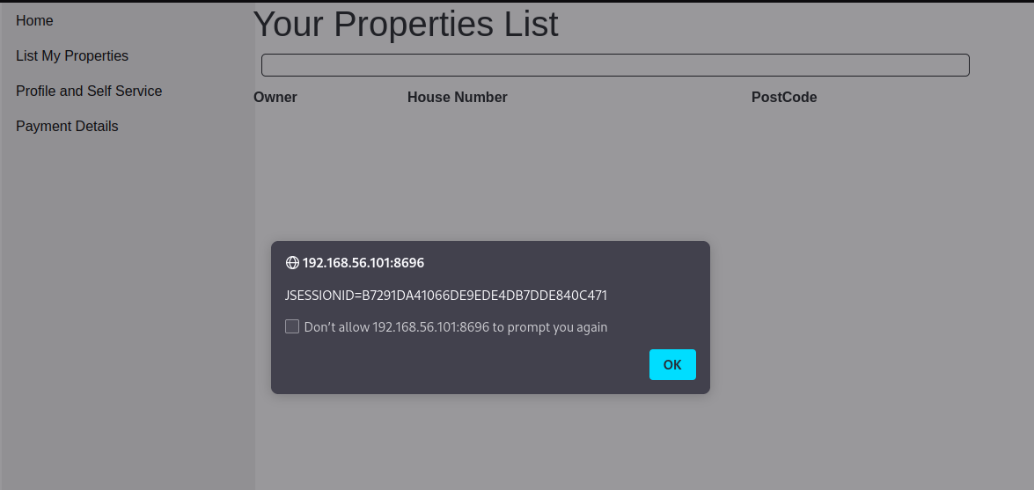 Home
List My Properties
Profile and Self Service
Payment Details
Your Properties List
Owner House Number PostCode
192.168.56.101:8696
JSESSIONID=B7291DA41066DE9EDE4DB7DDE840C471
Don't allow 192.168.56.101:8696 to prompt you again
OK